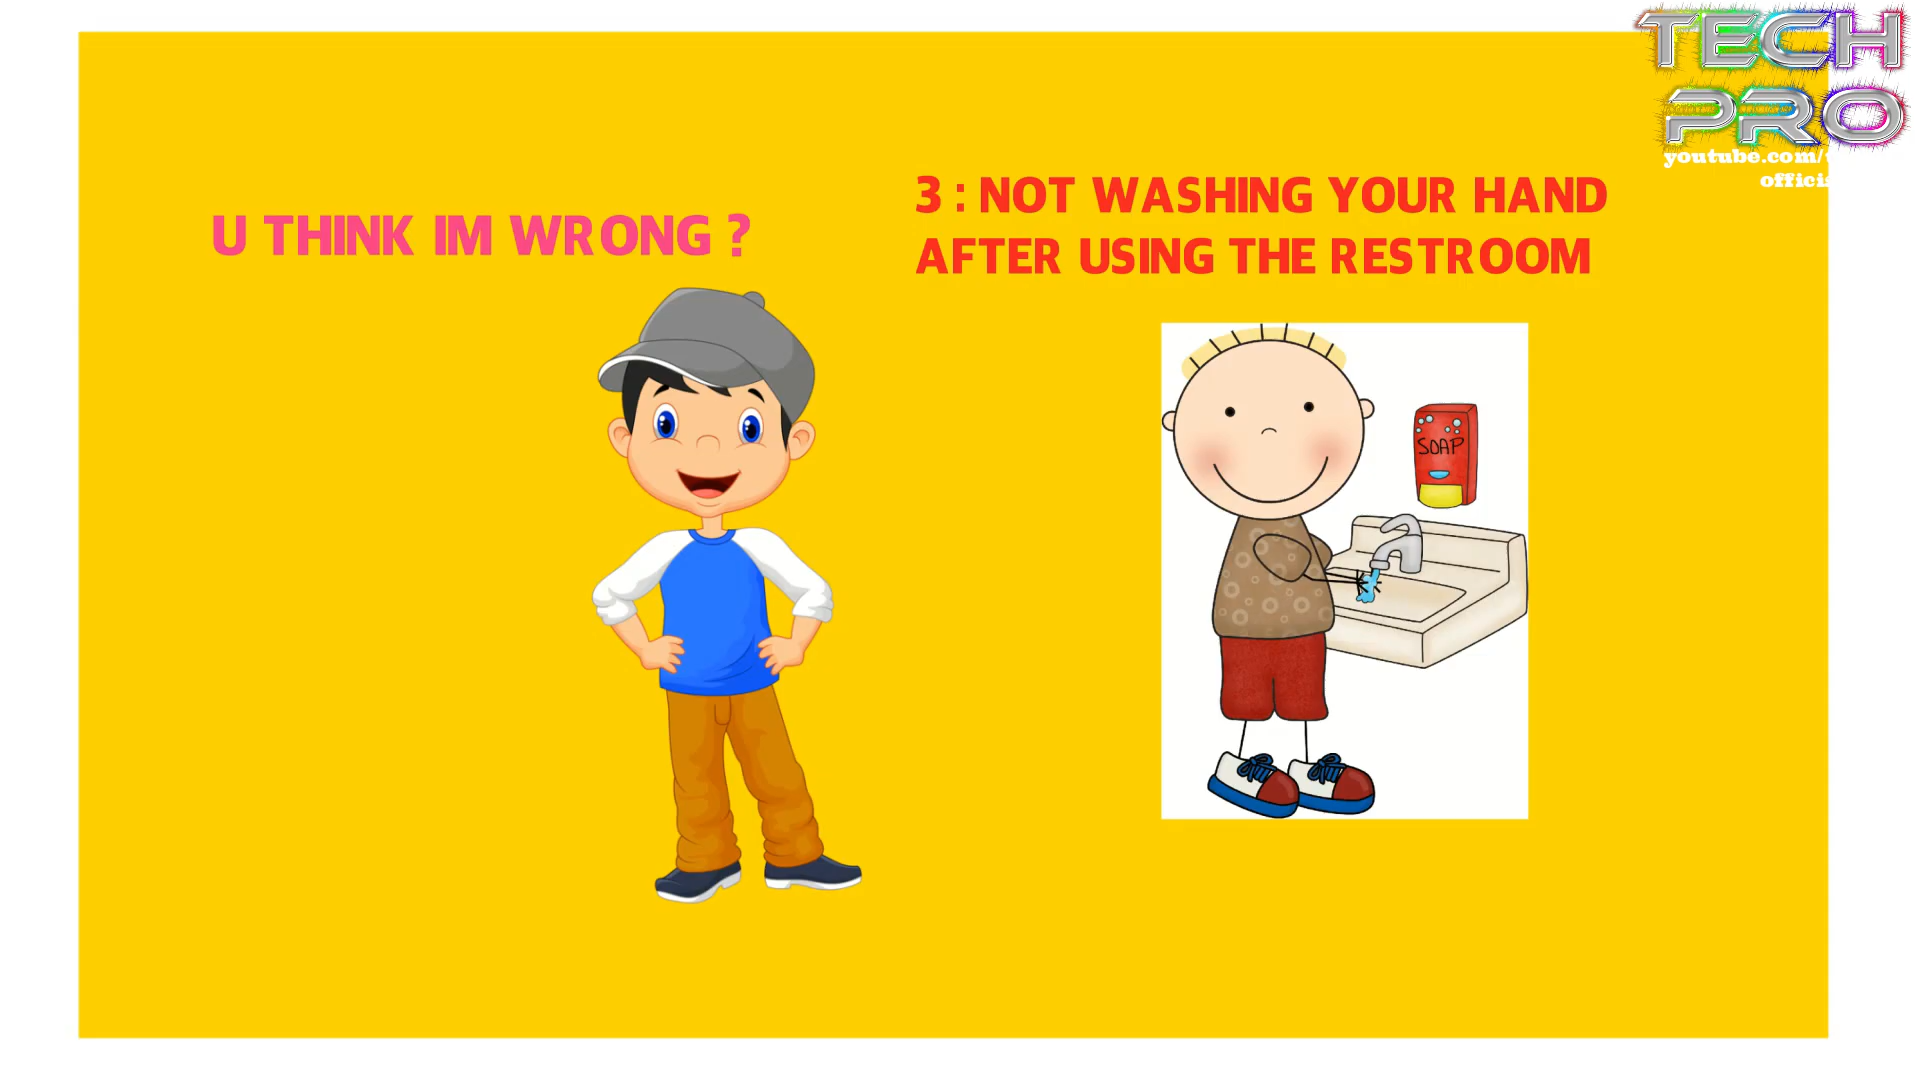 TECH
PRO
youtube.com/
U THINK IM WRONG ?
3 : NOT WASHING YOUR HAND
AFTER USING THE RESTROOM
SOAP